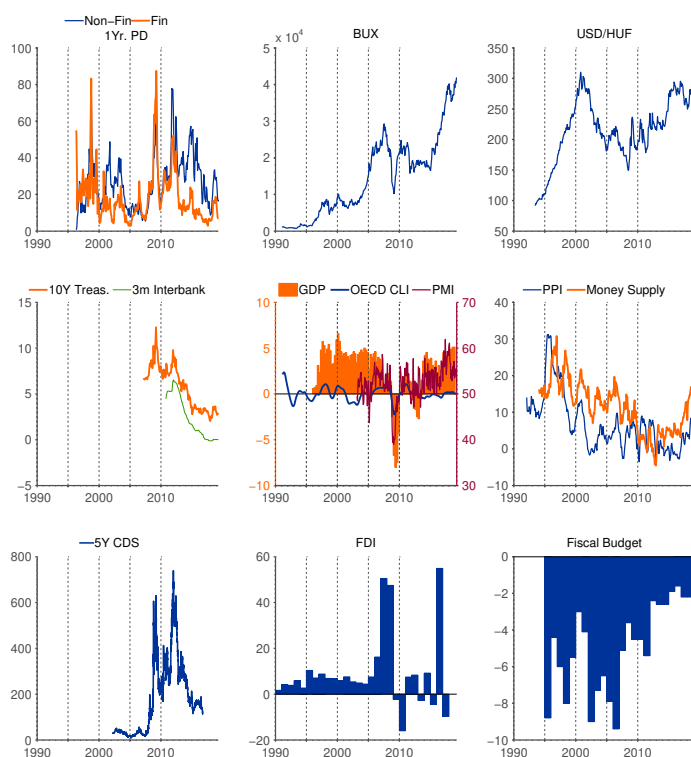 Non−Fin Fin
1Yr. PD
100
80
60
40
20
0
1990 2000 2010
BUX
x 10⁴
5
4
3
2
1
0
1990 2000 2010
USD/HUF
350
300
250
200
150
100
50
1990 2000 2010
10Y Treas. 3m Interbank
15
10
5
0
−5
1990 2000 2010
GDP OECD CLI PMI
10 70
5 60
0 50
−5 40
−10 30
1990 2000 2010
PPI Money Supply
40
30
20
10
0
−10
1990 2000 2010
5Y CDS
800
600
400
200
0
1990 2000 2010
FDI
60
40
20
0
−20
1990 2000 2010
Fiscal Budget
0
−2
−4
−6
−8
−10
1990 2000 2010